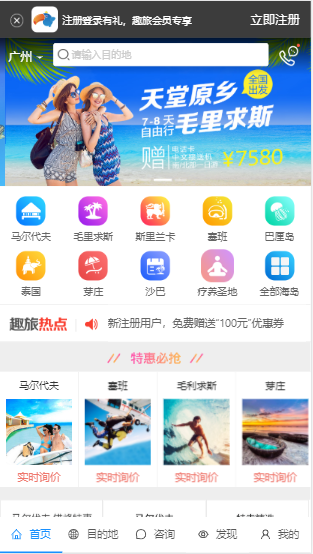 注册登录有礼，趣旅会员专享
立即注册
广州
请输入目的地
全国
出发
天堂原乡
7-8 天
自由行
毛里求斯
赠
电话卡
¥7580
马尔代夫
毛里求斯
斯里兰卡
塞班
巴厘岛
泰国
芽庄
沙巴
疗养圣地
全部海岛
趣旅热点
新注册用户，免费赠送“100元”优惠券
// 特惠必抢 //
马尔代夫
塞班
毛利求斯
芽庄
实时询价
实时询价
实时询价
实时询价
首页
目的地
咨询
发现
我的